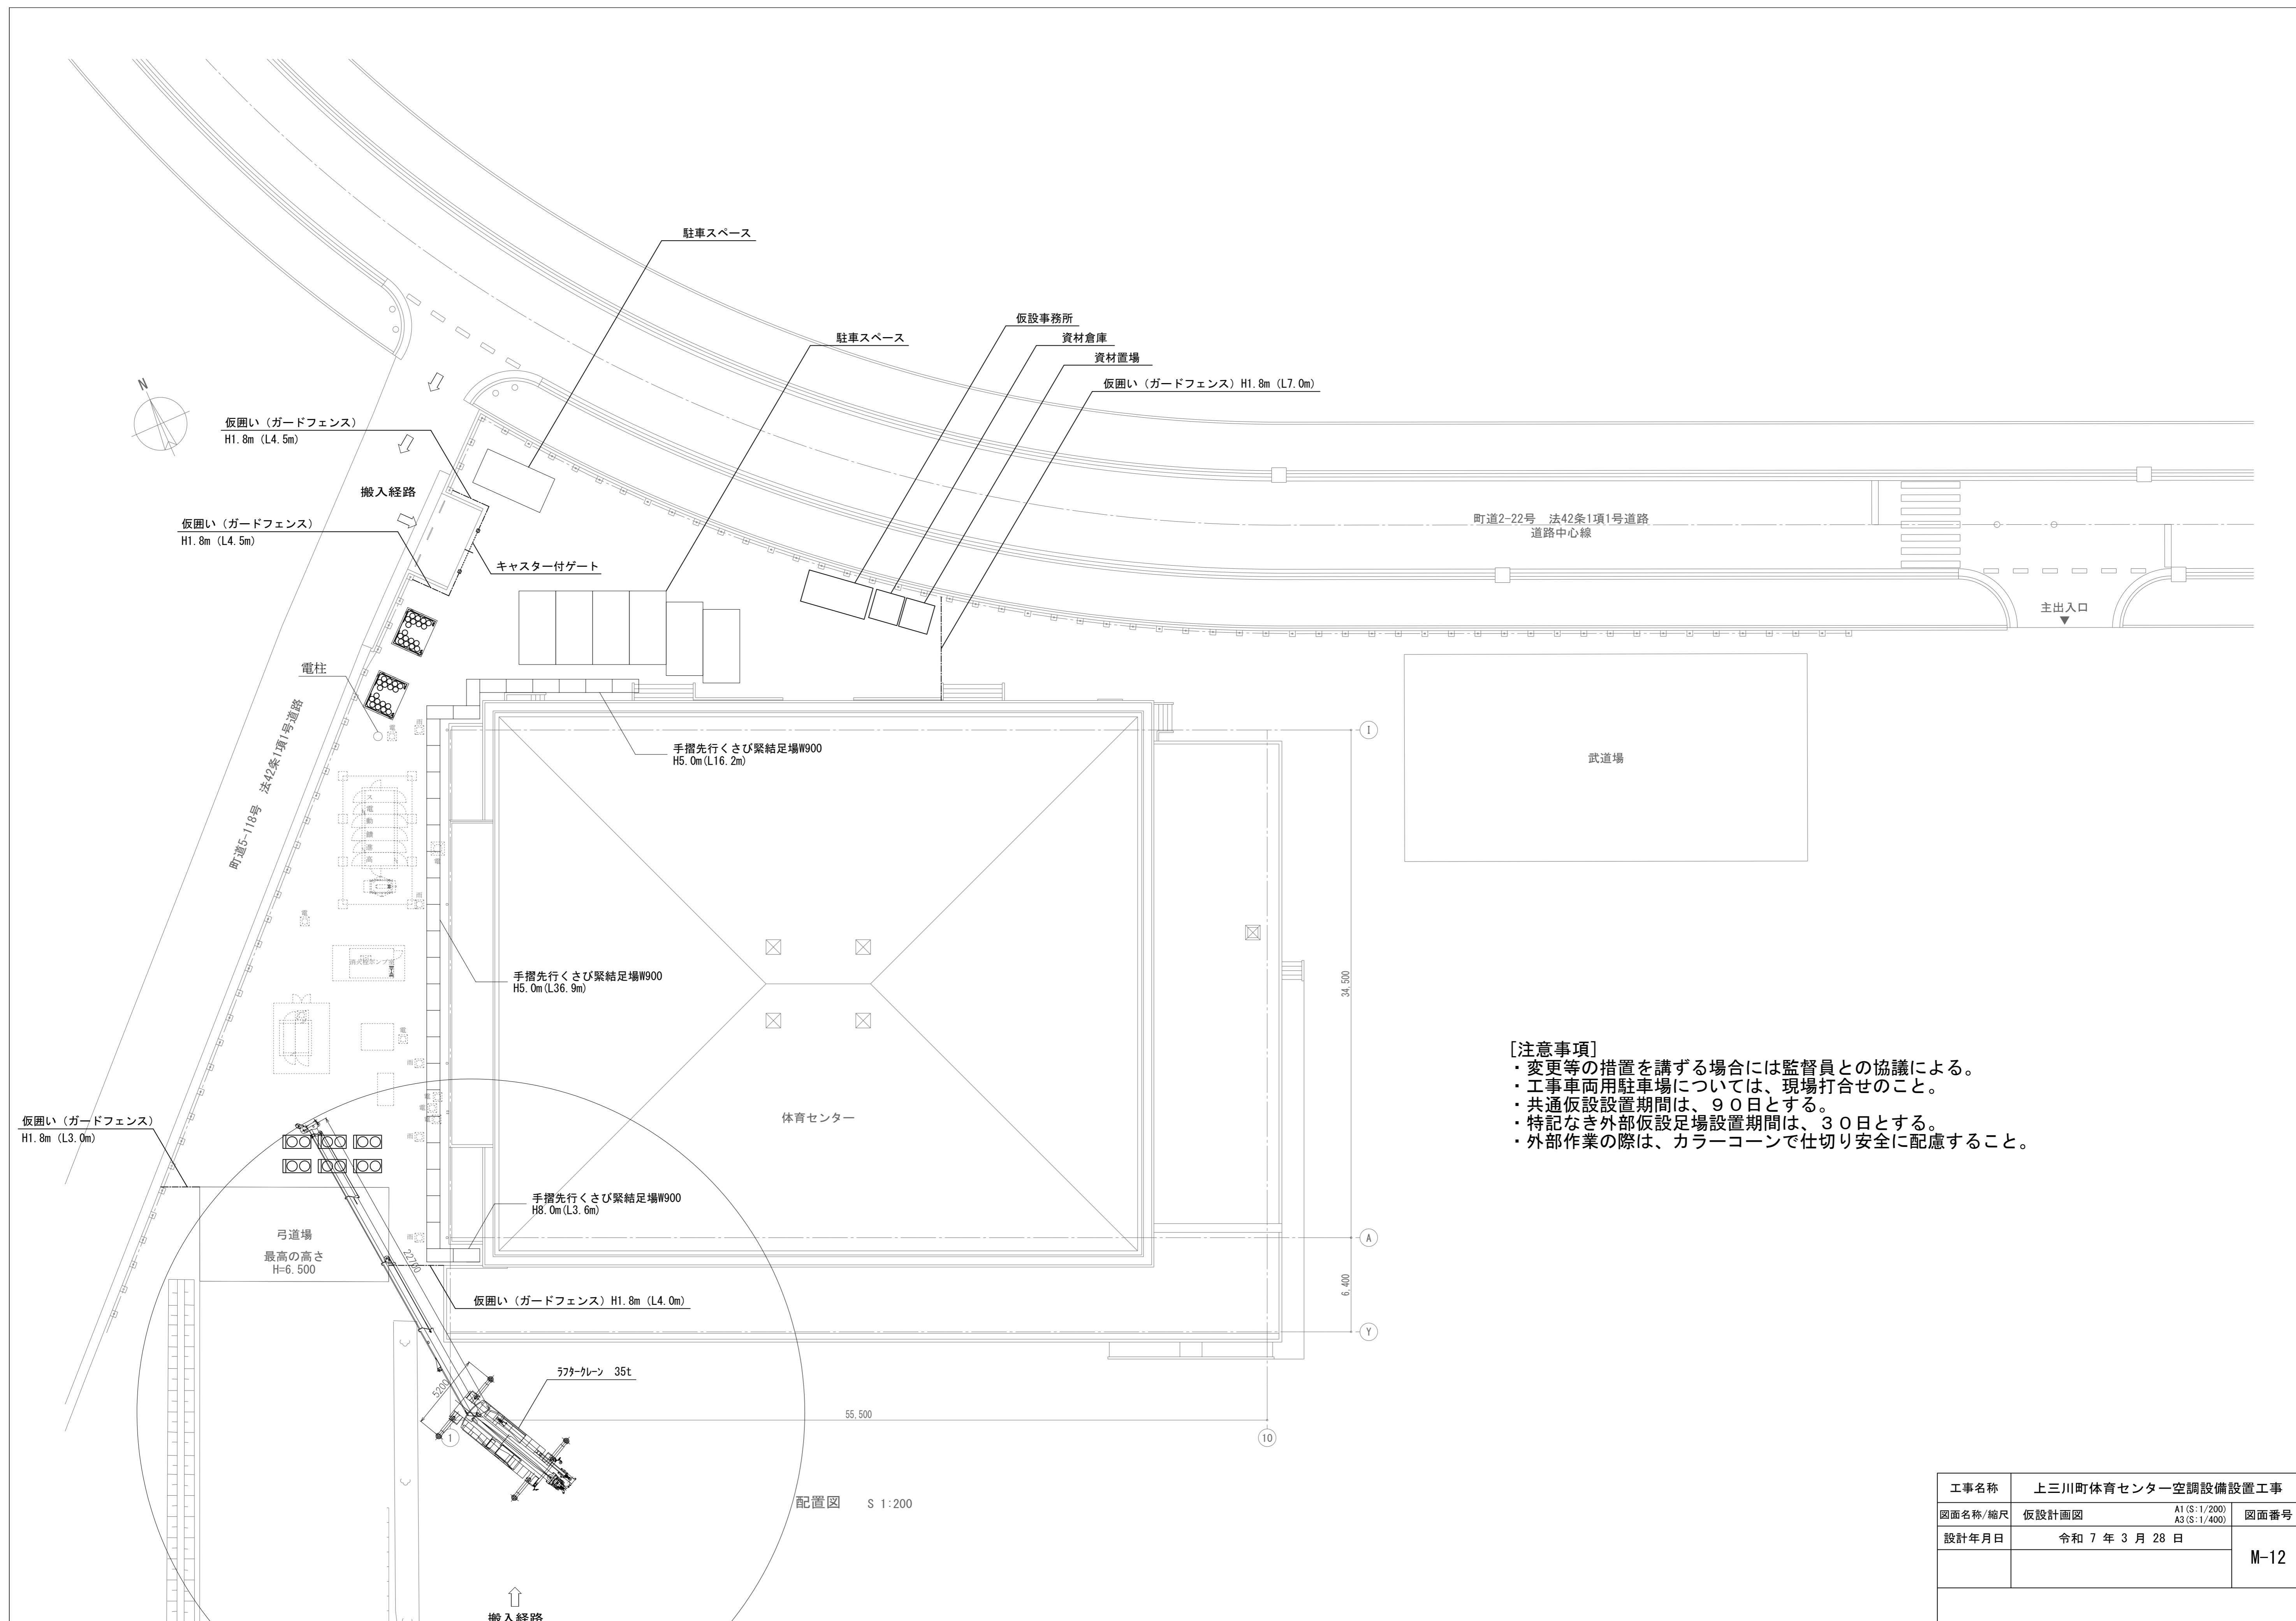 駐車スペース
仮設事務所
駐車スペース
資材倉庫
資材置場
仮囲い（ガードフェンス）H1.8m（L7.0m）
N
仮囲い（ガードフェンス）
H1.8m（L4.5m）
搬入経路
仮囲い（ガードフェンス）
H1.8m（L4.5m）
キャスター付ゲート
町道2-22号　法42条1項1号道路
道路中心線
主出入口
電柱
町道5-118号　法42条1項1号道路
電
雨
手摺先行くさび緊結足場W900
H5.0m(L16.2m)
I
武道場
電
雨
電
手摺先行くさび緊結足場W900
H5.0m(L36.9m)
34,500
電
雨
体育センター
[注意事項]
・変更等の措置を講ずる場合には監督員との協議による。
・工事車両用駐車場については、現場打合せのこと。
・共通仮設設置期間は、９０日とする。
・特記なき外部仮設足場設置期間は、３０日とする。
・外部作業の際は、カラーコーンで仕切り安全に配慮すること。
仮囲い（ガードフェンス）
H1.8m（L3.0m）
雨
手摺先行くさび緊結足場W900
H8.0m(L3.6m)
弓道場
最高の高さ
H=6.500
雨
22700
A
6,400
仮囲い（ガードフェンス）H1.8m（L4.0m）
Y
ﾗﾌﾀｰｸﾚｰﾝ　35t
5200
55,500
1
10
配置図　S 1:200
搬入経路
工事名称　上三川町体育センター空調設備設置工事
図面名称/縮尺　仮設計画図　A1(S:1/200)
A3(S:1/400)
図面番号
設計年月日　令和 7 年 3 月 28 日
M-12